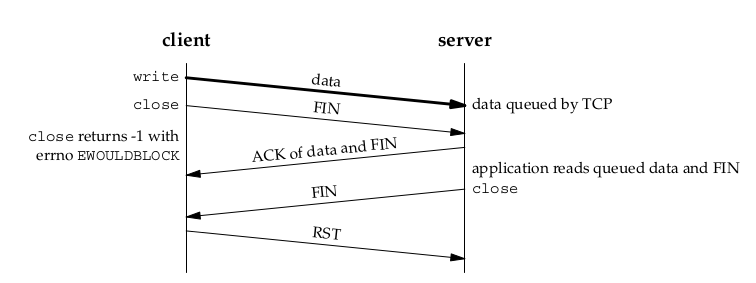 client
server
write
data
close
FIN
data queued by TCP
close returns -1 with
errno EWOULDBLOCK
ACK of data and FIN
application reads queued data and FIN
close
FIN
RST